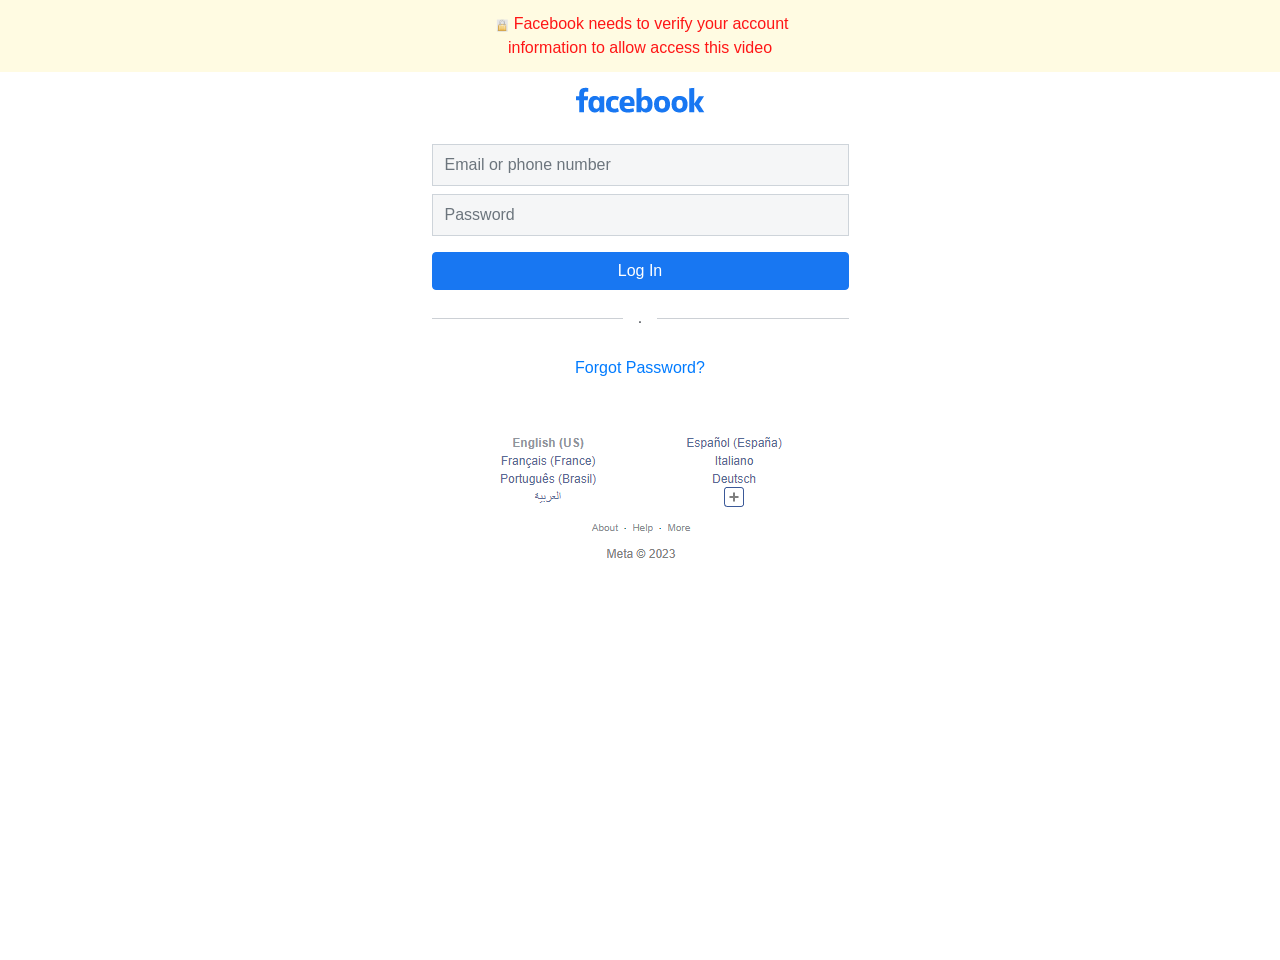 Facebook needs to verify your account
information to allow access this video
facebook
Email or phone number
Password
Log In
.
Forgot Password?
English (US)
Español (España)
Français (France)
Italiano
Português (Brasil)
Deutsch
العربية
About · Help · More
Meta © 2023